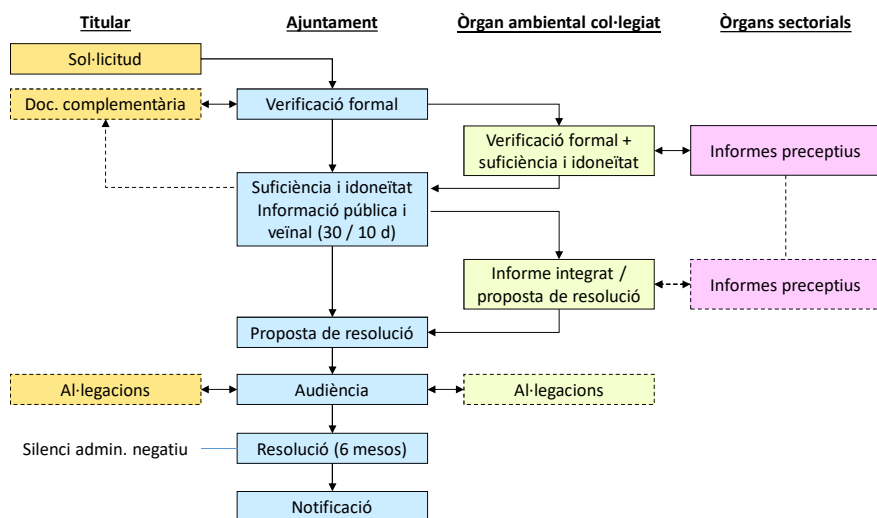 Titular
Ajuntament
Òrgan ambiental col·legiat
Òrgans sectorials
Sol·licitud
Doc. complementària
Verificació formal
Verificació formal +
suficiència i idoneïtat
Informes preceptius
Suficiència i idoneïtat
Informació pública i
veïnal (30 / 10 d)
Informe integrat /
proposta de resolució
Informes preceptius
Proposta de resolució
Al·legacions
Audiència
Al·legacions
Silenci admin. negatiu
Resolució (6 mesos)
Notificació